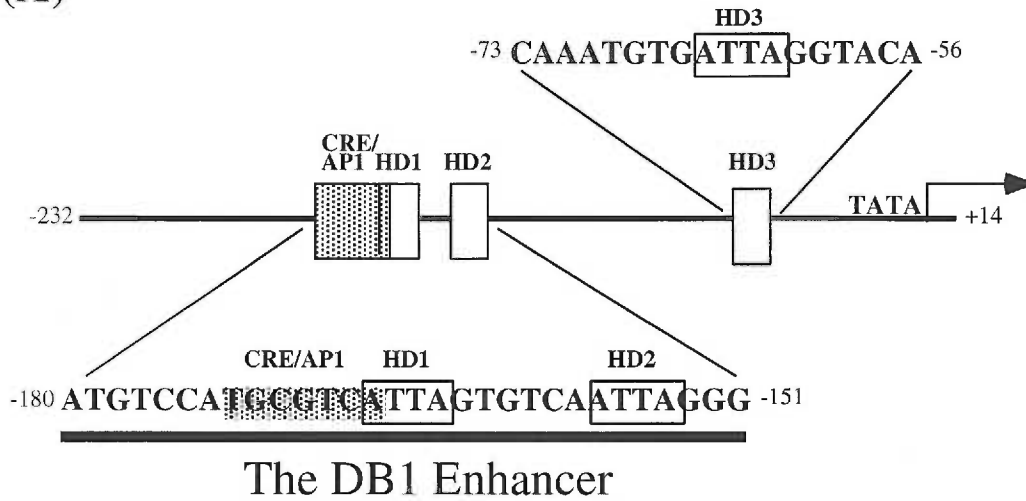 HD3
-73 CAAATGTGATTAGGTACA -56
CRE/
AP1 HD1 HD2 HD3
-232 TATA +14
CRE/AP1 HD1 HD2
-180 ATGTCCATGCGTCATTAGTGTCAATTAGGG -151
The DB1 Enhancer